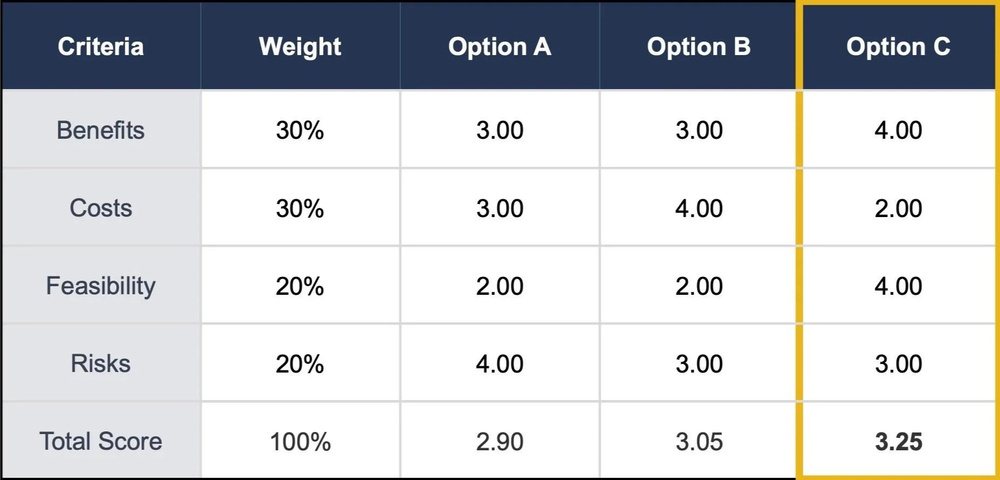 Criteria Weight Option A Option B Option C
Benefits 30% 3.00 3.00 4.00
Costs 30% 3.00 4.00 2.00
Feasibility 20% 2.00 2.00 4.00
Risks 20% 4.00 3.00 3.00
Total Score 100% 2.90 3.05 3.25